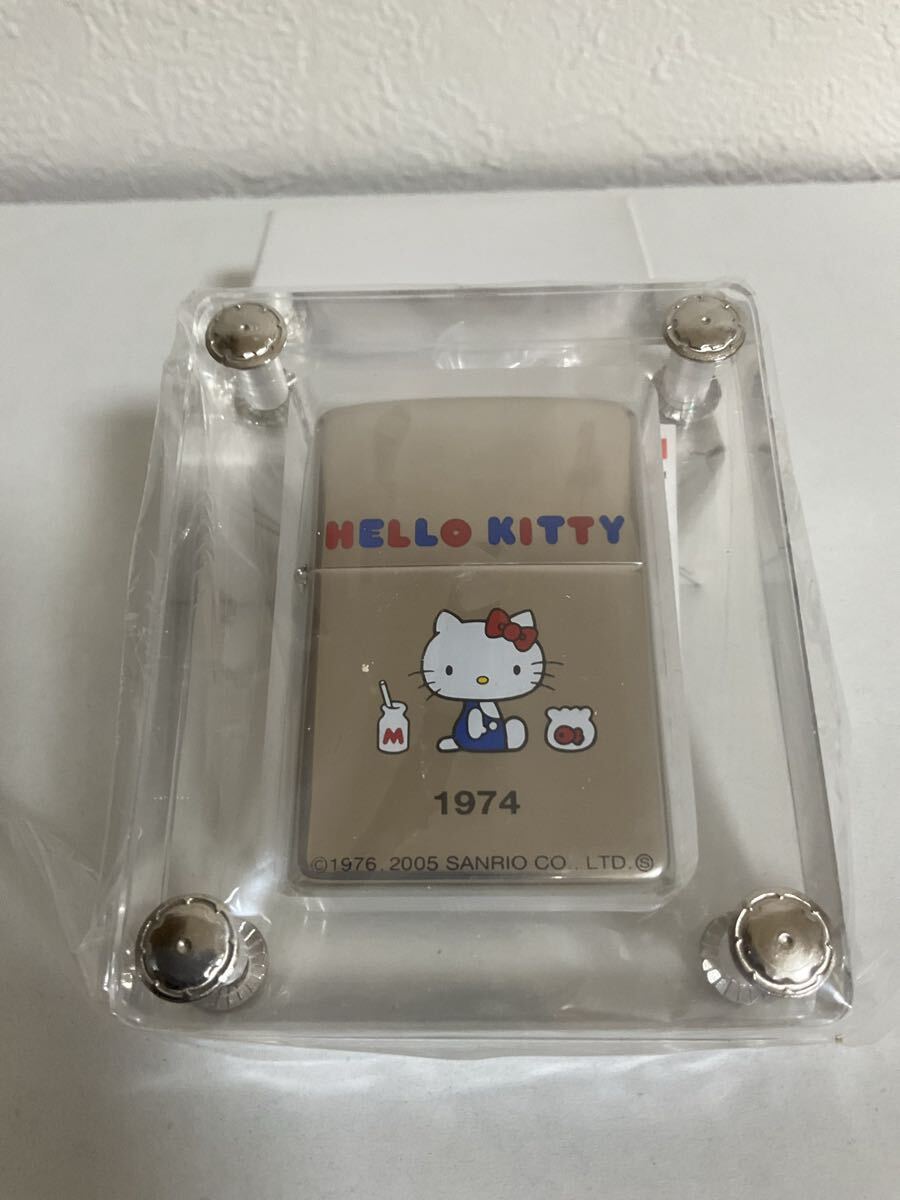 HELLO KITTY
M
1974
©1976, 2005 SANRIO CO., LTD. Ⓢ